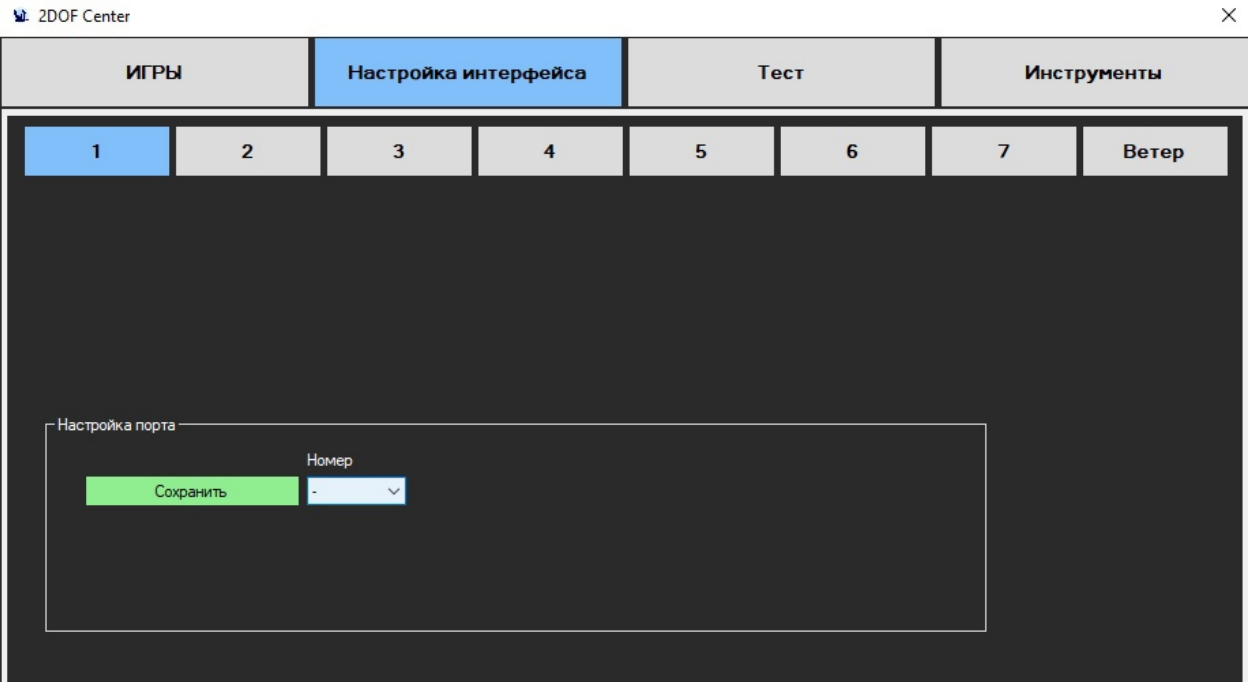 2DOF Center
ИГРЫ Настройка интерфейса Тест Инструменты
1 2 3 4 5 6 7 Ветер
Настройка порта
Номер
Сохранить -